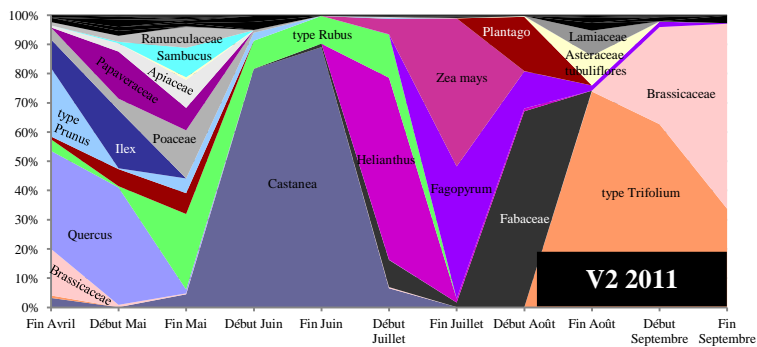 100%
90%
80%
70%
60%
50%
40%
30%
20%
10%
0%
Ranunculaceae
Sambucus
Apiaceae
Papaveraceae
Poaceae
type
Prunus
Ilex
Quercus
Brassicaceae
Castanea
type Rubus
Helianthus
Zea mays
Fagopyrum
Plantago
Fabaceae
Lamiaceae
Asteraceae
tubuliflores
Brassicaceae
type Trifolium
V2 2011
Fin Avril
Début Mai
Fin Mai
Début Juin
Fin Juin
Début
Juillet
Fin Juillet
Début Août
Fin Août
Début
Septembre
Fin
Septembre